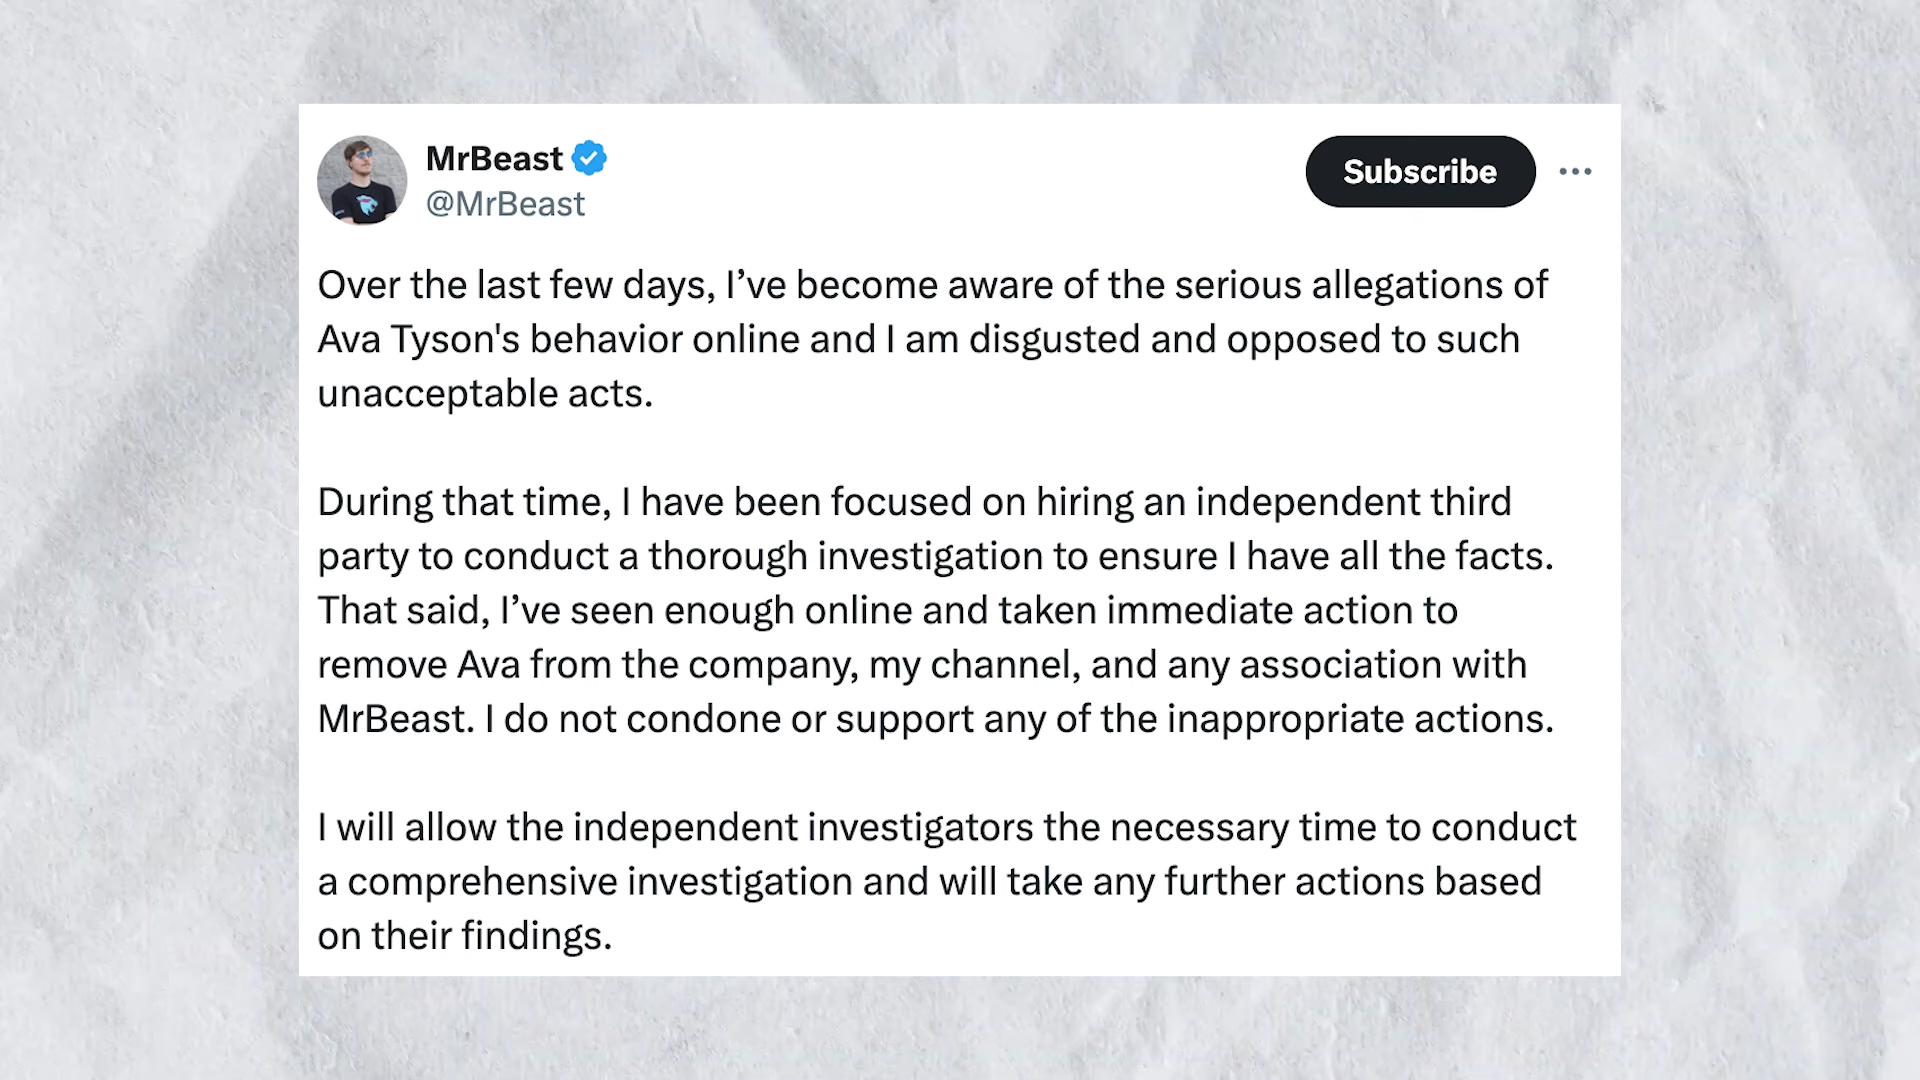 MrBeast
@MrBeast
Subscribe
Over the last few days, I’ve become aware of the serious allegations of
Ava Tyson's behavior online and I am disgusted and opposed to such
unacceptable acts.
During that time, I have been focused on hiring an independent third
party to conduct a thorough investigation to ensure I have all the facts.
That said, I’ve seen enough online and taken immediate action to
remove Ava from the company, my channel, and any association with
MrBeast. I do not condone or support any of the inappropriate actions.
I will allow the independent investigators the necessary time to conduct
a comprehensive investigation and will take any further actions based
on their findings.